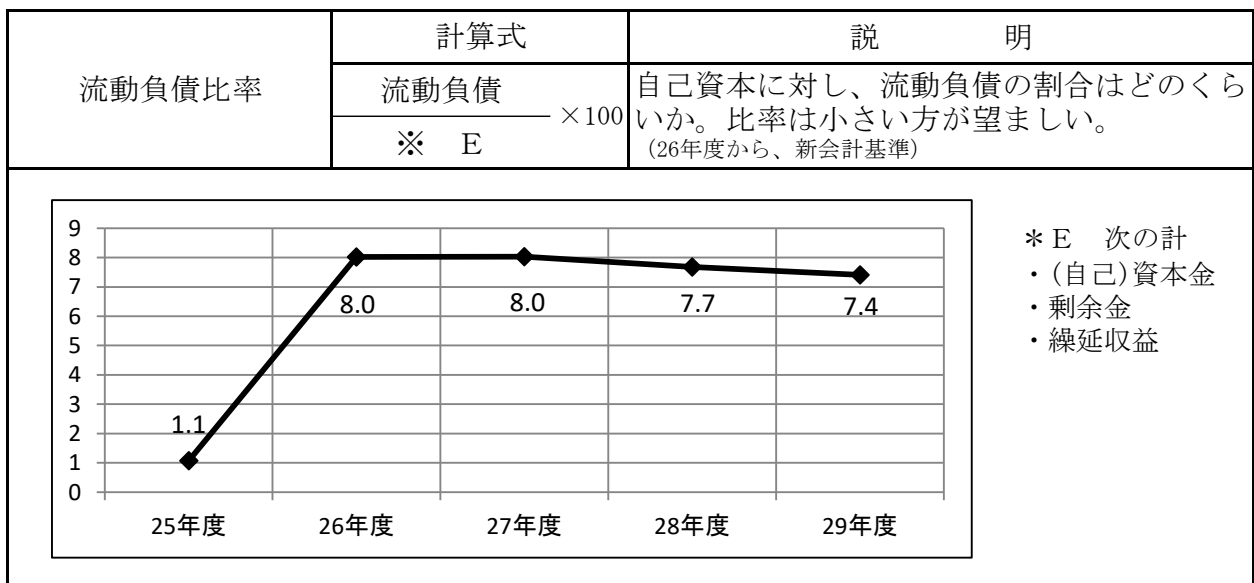 計算式
説　　　明
流動負債比率
流動負債
※　E
×100
自己資本に対し、流動負債の割合はどのくら
いか。比率は小さい方が望ましい。
(26年度から、新会計基準)
9
8
7
6
5
4
3
2
1
0
1.1
8.0
8.0
7.7
7.4
25年度
26年度
27年度
28年度
29年度
＊E　次の計
・(自己)資本金
・剰余金
・繰延収益